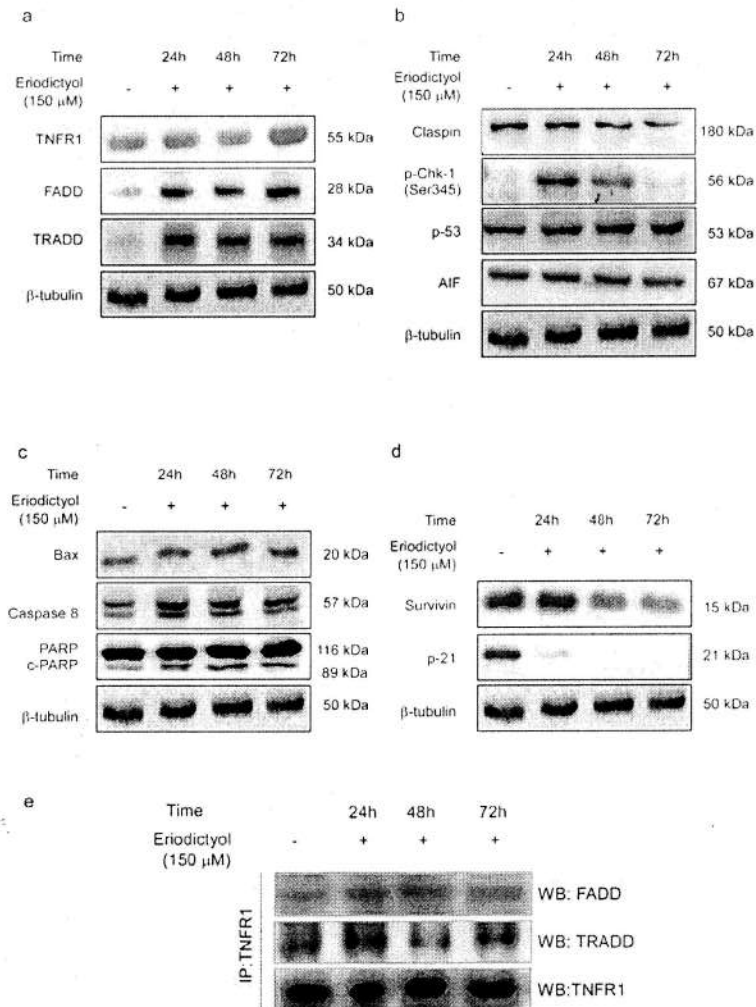 a
Time 24h 48h 72h
Eriodictyol
(150 µM) - + + +
TNFR1 55 kDa
FADD 28 kDa
TRADD 34 kDa
β-tubulin 50 kDa
b
Time 24h 48h 72h
Eriodictyol
(150 µM) - + + +
Claspin 180 kDa
p-Chk-1
(Ser345) 56 kDa
p-53 53 kDa
AIF 67 kDa
β-tubulin 50 kDa
c
Time 24h 48h 72h
Eriodictyol
(150 µM) - + + +
Bax 20 kDa
Caspase 8 57 kDa
PARP 116 kDa
c-PARP 89 kDa
β-tubulin 50 kDa
d
Time 24h 48h 72h
Eriodictyol
(150 µM) - + + +
Survivin 15 kDa
p-21 21 kDa
β-tubulin 50 kDa
e
Time 24h 48h 72h
Eriodictyol
(150 µM) - + + +
IP:TNFR1
WB: FADD
WB: TRADD
WB:TNFR1